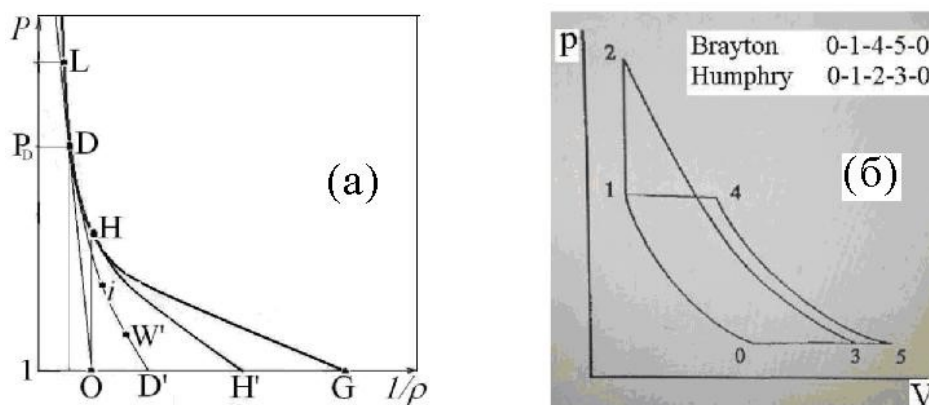 P
L
P_D
D
(а)
H
i
W'
1
O
D'
H'
G
1/ρ
p
Brayton 0-1-4-5-0
Humphry 0-1-2-3-0
2
(б)
1
4
0
3
5
V